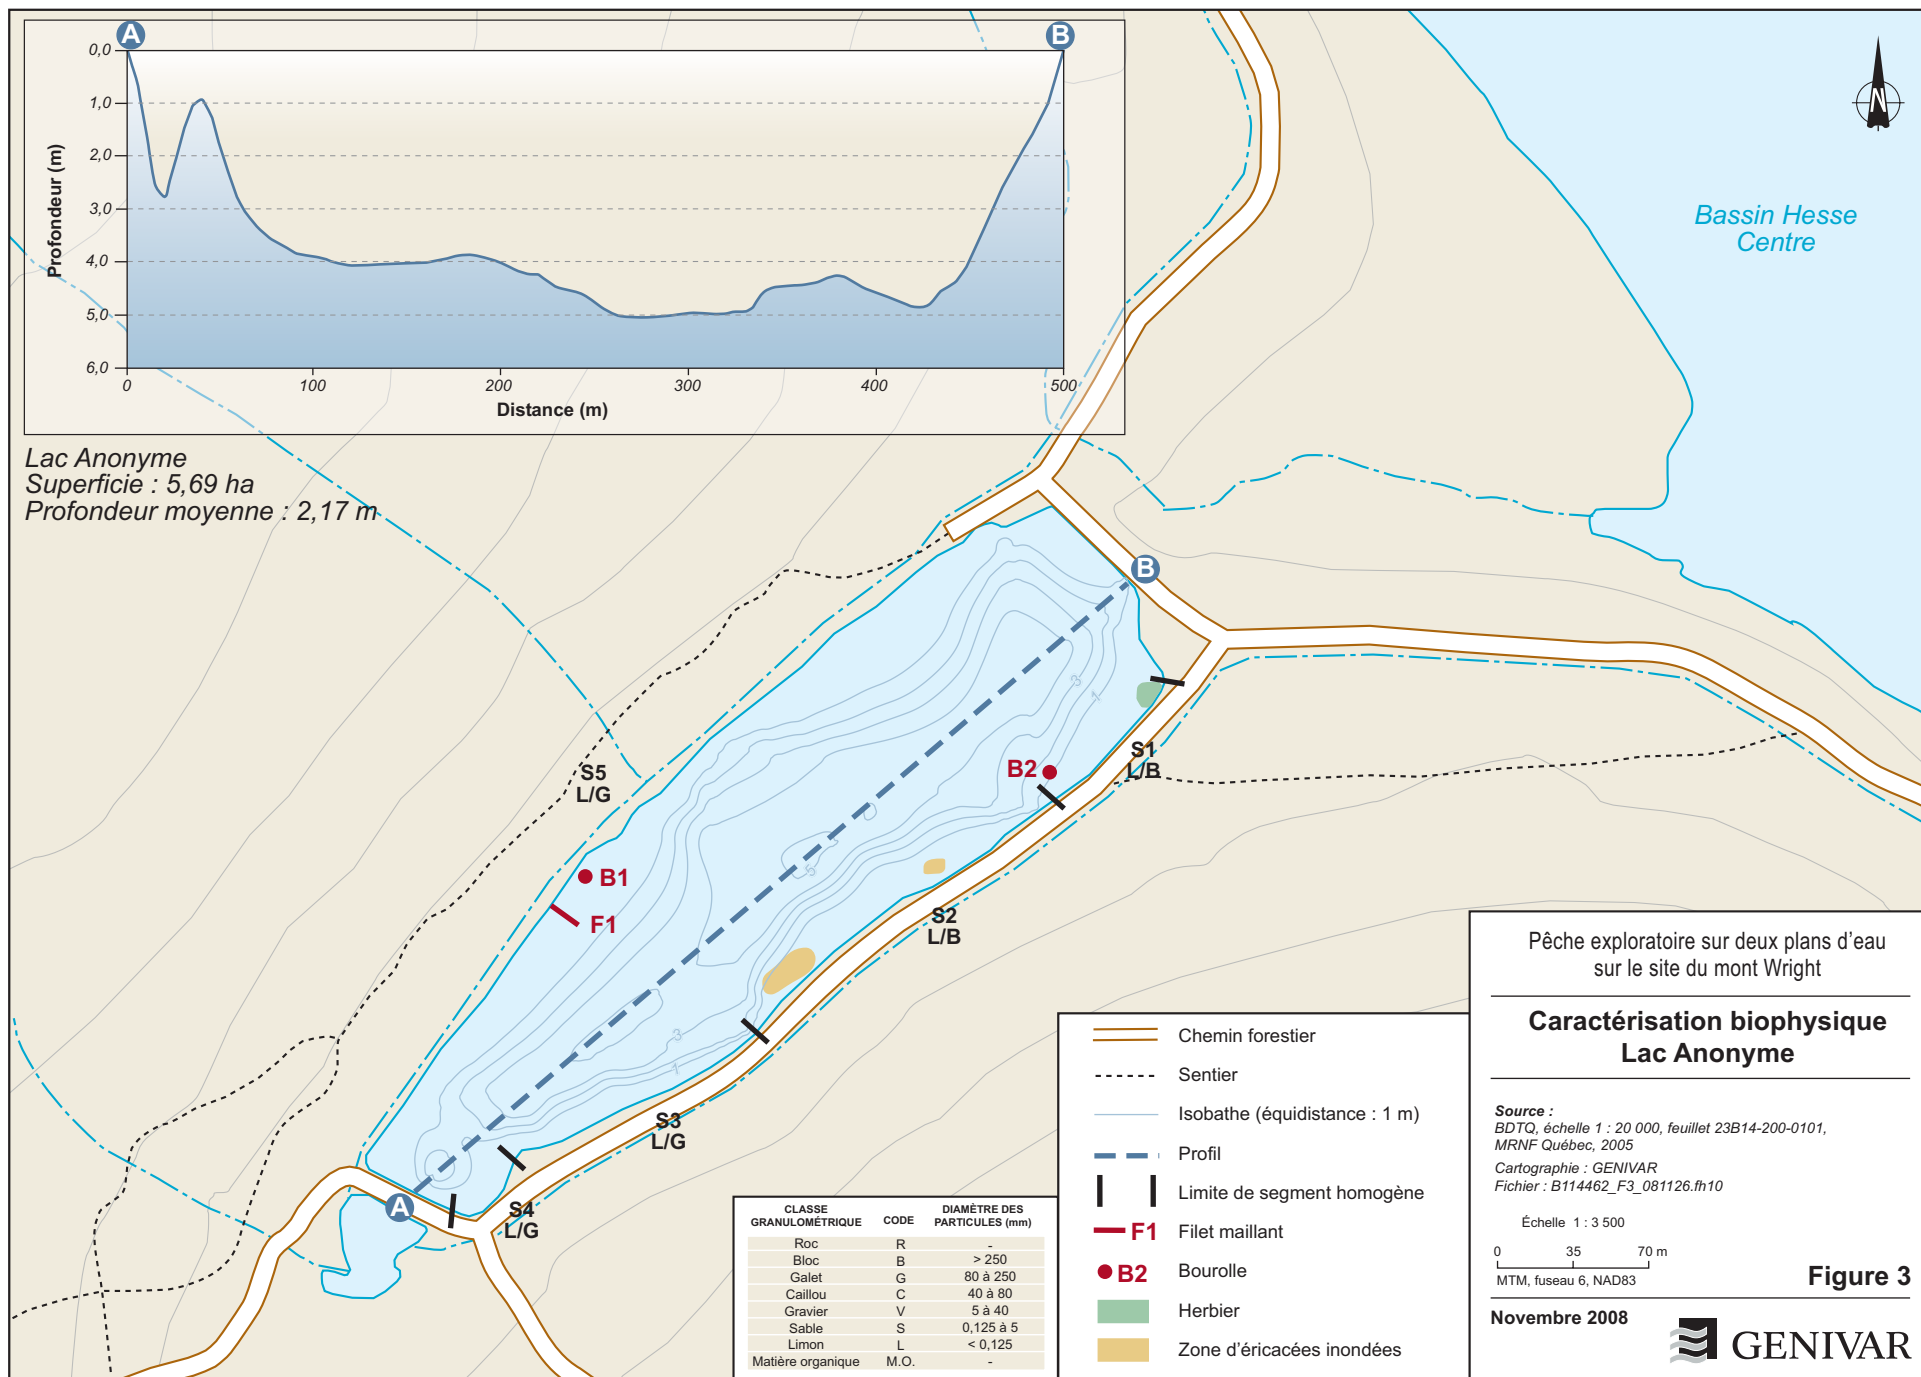 A
B
0,0
1,0
2,0
3,0
4,0
5,0
6,0
Profondeur (m)
0
100
200
300
400
500
Distance (m)
Lac Anonyme
Superficie : 5,69 ha
Profondeur moyenne : 2,17 m
N
Bassin Hesse
Centre
B
3
1
S1
L/B
B2
S5
L/G
5
B1
F1
S2
L/B
3
1
S3
L/G
A
S4
L/G
CLASSE GRANULOMÉTRIQUE CODE DIAMÈTRE DES PARTICULES (mm)
Roc R -
Bloc B > 250
Galet G 80 à 250
Caillou C 40 à 80
Gravier V 5 à 40
Sable S 0,125 à 5
Limon L < 0,125
Matière organique M.O. -
Chemin forestier
Sentier
Isobathe (équidistance : 1 m)
Profil
Limite de segment homogène
F1 Filet maillant
B2 Bourolle
Herbier
Zone d'éricacées inondées
Pêche exploratoire sur deux plans d'eau
sur le site du mont Wright
Caractérisation biophysique
Lac Anonyme
Source :
BDTQ, échelle 1 : 20 000, feuillet 23B14-200-0101,
MRNF Québec, 2005
Cartographie : GENIVAR
Fichier : B114462_F3_081126.fh10
Échelle 1 : 3 500
0 35 70 m
MTM, fuseau 6, NAD83
Figure 3
Novembre 2008
GENIVAR